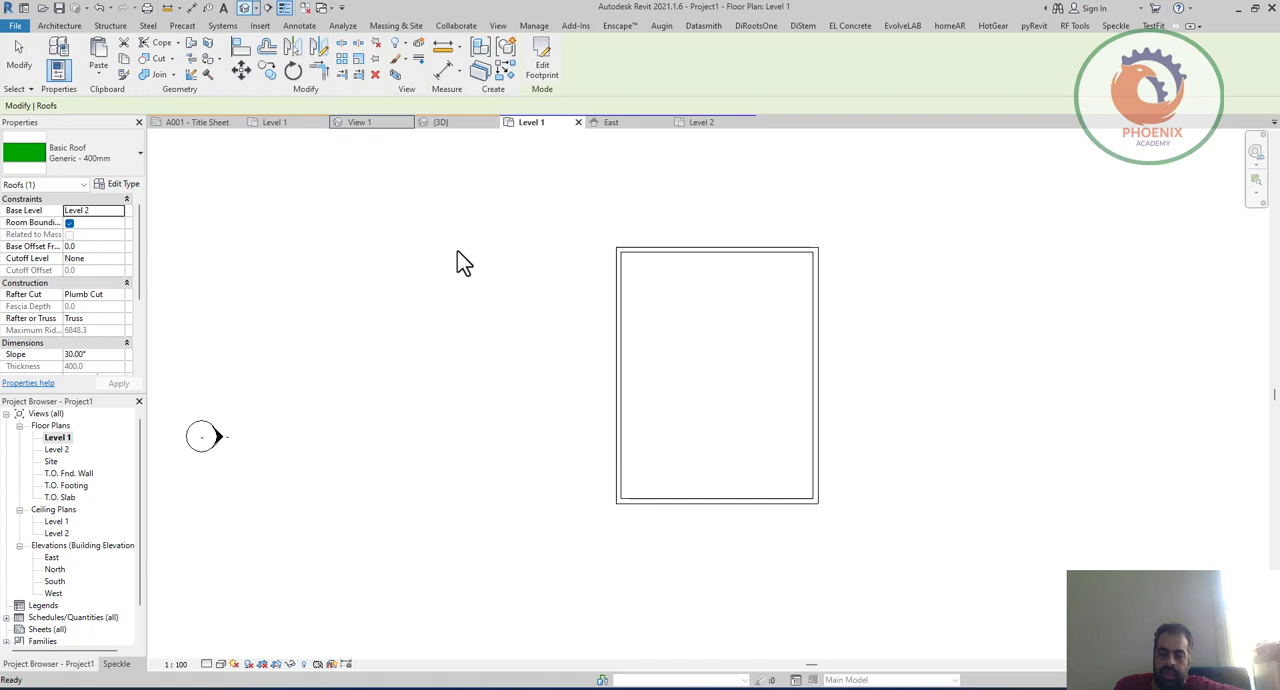 Autodesk Revit 2021.1.6 - Project1 - Floor Plan: Level 1
Sign In
File Architecture Structure Steel Precast Systems Insert Annotate Analyze Massing & Site Collaborate View Manage Add-Ins Enscape™ Datasmith DiRootsOne DiStem EL Concrete EvolveLAB homeAR HotGear pyRevit RF Tools Speckle TestFit
Modify
Paste
Cope
Cut
Join
Edit
Footprint
Select Properties Clipboard Geometry Modify View Measure Create Mode
Modify | Roofs
PHOENIX
ACADEMY
Properties
A001 - Title Sheet
Level 1
View 1
{3D}
Level 1
East
Level 2
Basic Roof
Generic - 400mm
Roofs (1)
Edit Type
Constraints
Base Level Level 2
Room Boundi...
Related to Mass
Base Offset Fr... 0.0
Cutoff Level None
Cutoff Offset 0.0
Construction
Rafter Cut Plumb Cut
Fascia Depth 0.0
Rafter or Truss Truss
Maximum Rid... 6848.3
Dimensions
Slope 30.00°
Thickness 400.0
Properties help Apply
Project Browser - Project1
Views (all)
Floor Plans
Level 1
Level 2
Site
T.O. Fnd. Wall
T.O. Footing
T.O. Slab
Ceiling Plans
Level 1
Level 2
Elevations (Building Elevation
East
North
South
West
Legends
Schedules/Quantities (all)
Sheets (all)
Families
Project Browser - Project1 Speckle
1 : 100
Ready
:0
Main Model